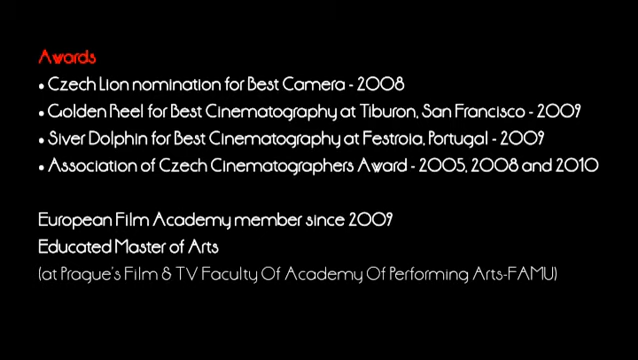 Awards
• Czech Lion nomination for Best Camera - 2008
• Golden Reel for Best Cinematography at Tiburon, San Francisco - 2009
• Siver Dolphin for Best Cinematography at Festroia, Portugal - 2009
• Association of Czech Cinematographers Award - 2005, 2008 and 2010
European Film Academy member since 2009
Educated Master of Arts
(at Prague's Film & TV Faculty Of Academy Of Performing Arts-FAMU)